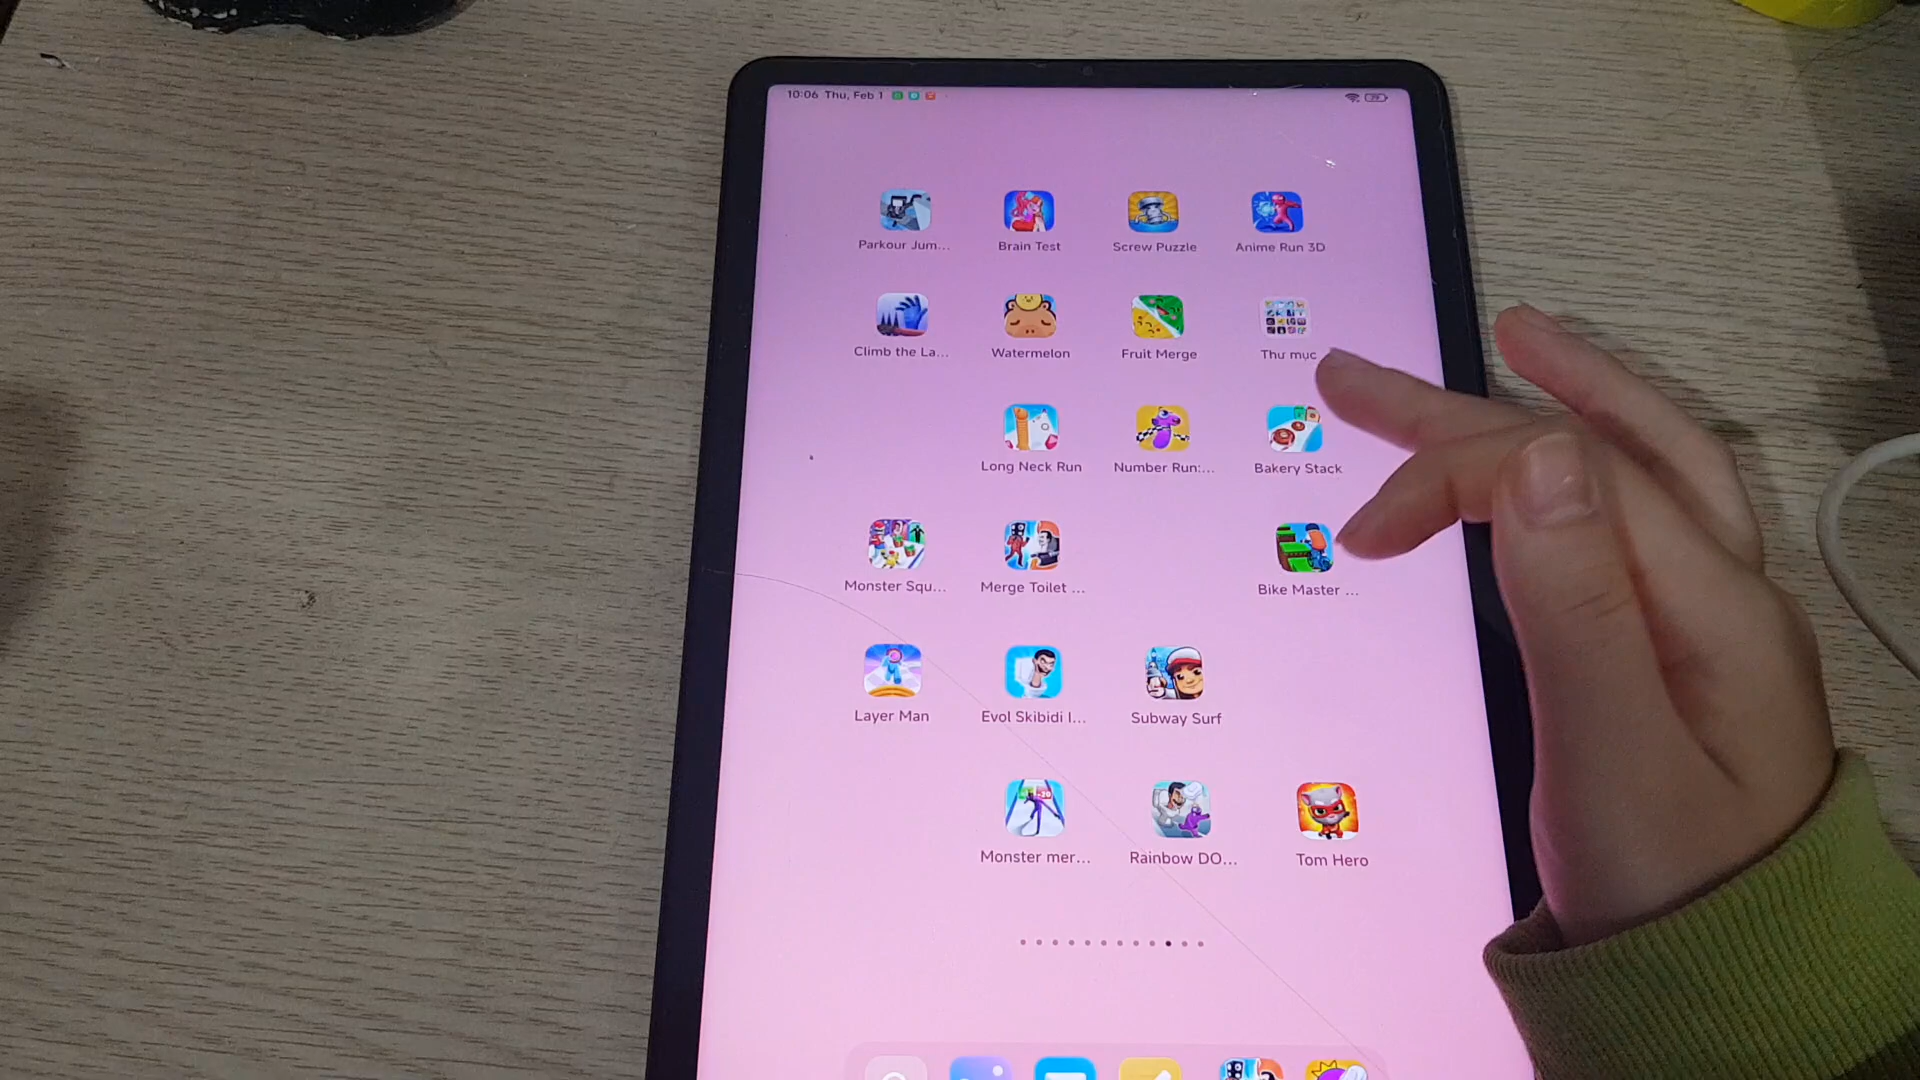 10:06 Thu, Feb 1
Parkour Jum... Brain Test Screw Puzzle Anime Run 3D
Climb the La... Watermelon Fruit Merge Thư mục
Long Neck Run Number Run:... Bakery Stack
Monster Squ... Merge Toilet ... Bike Master ...
Layer Man Evol Skibidi I... Subway Surf
Monster mer... Rainbow DO... Tom Hero